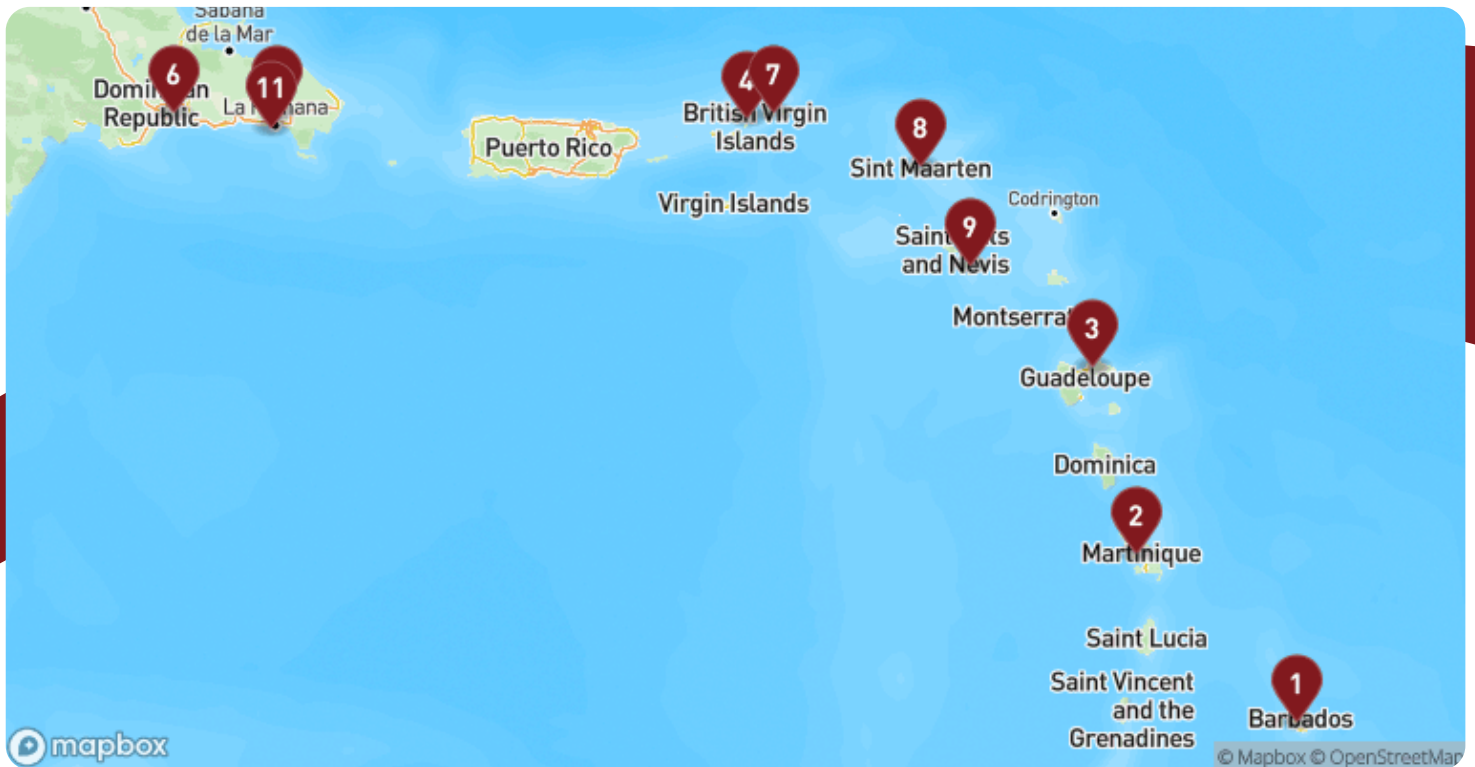 Sabana
de la Mar
6
11
Dominican
Republic
La Romana
4
7
British Virgin
Islands
Puerto Rico
8
Sint Maarten
Virgin Islands
Codrington
9
Saint Kitts
and Nevis
Montserrat
3
Guadeloupe
Dominica
2
Martinique
Saint Lucia
Saint Vincent
and the
Grenadines
1
Barbados
mapbox
© Mapbox © OpenStreetMap